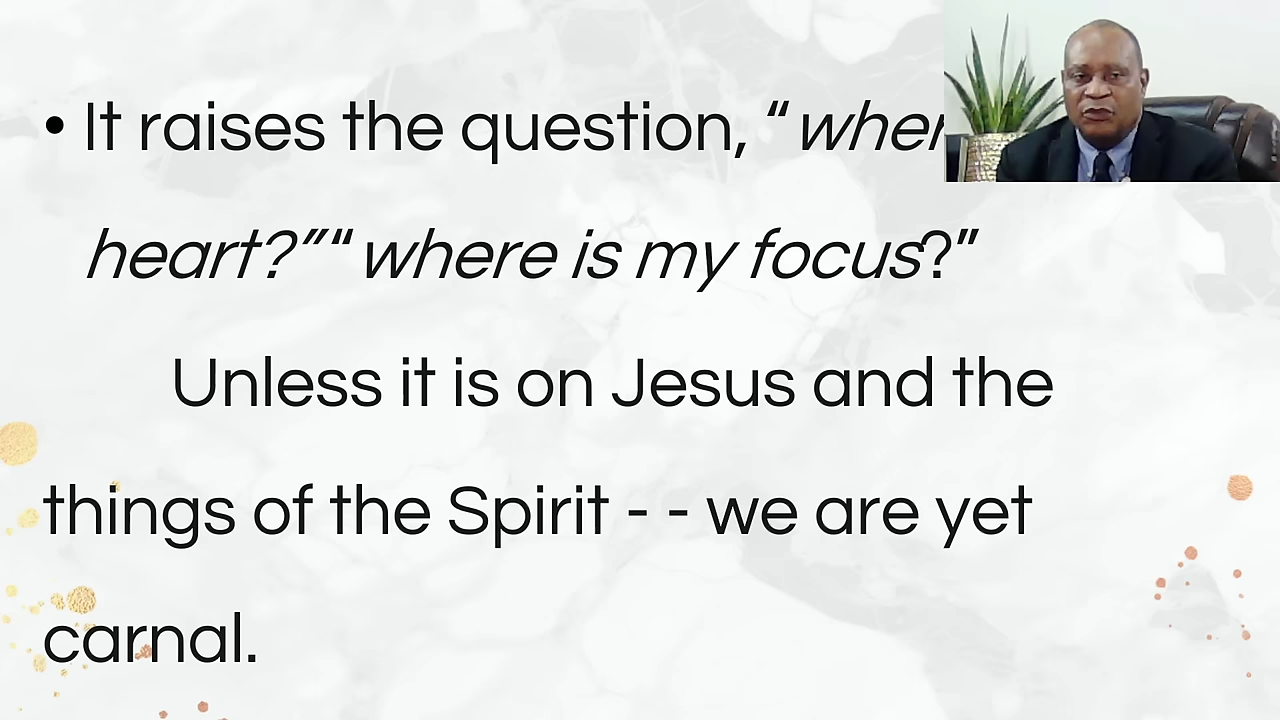 • It raises the question, “
heart?”“where is my focus?”
Unless it is on Jesus and the
things of the Spirit - - we are yet
carnal.